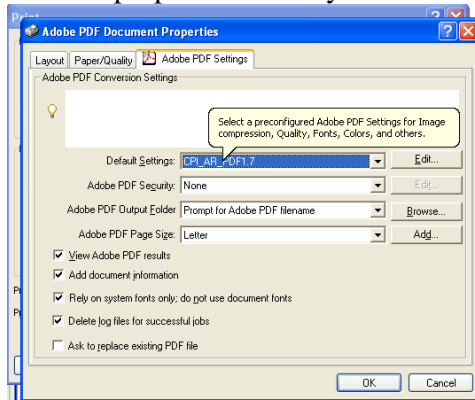 Adobe PDF Document Properties
Layout Paper/Quality Adobe PDF Settings
Adobe PDF Conversion Settings
Select a preconfigured Adobe PDF Settings for Image
compression, Quality, Fonts, Colors, and others.
Default Settings: CPI_AR_PDF1.7 Edit...
Adobe PDF Security: None Edit...
Adobe PDF Output Folder Prompt for Adobe PDF filename Browse...
Adobe PDF Page Size: Letter Add...
View Adobe PDF results
Add document information
Rely on system fonts only; do not use document fonts
Delete log files for successful jobs
Ask to replace existing PDF file
OK Cancel